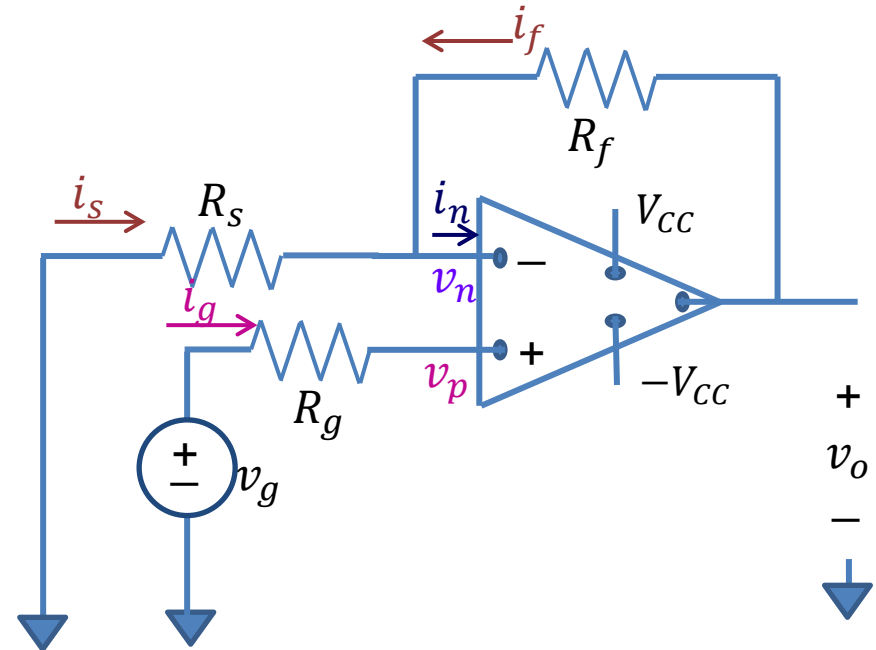 i_f
R_f
i_s
R_s
i_n
V_CC
−
v_n
i_g
+
v_p
−V_CC
R_g
+
−
v_g
+
v_o
−